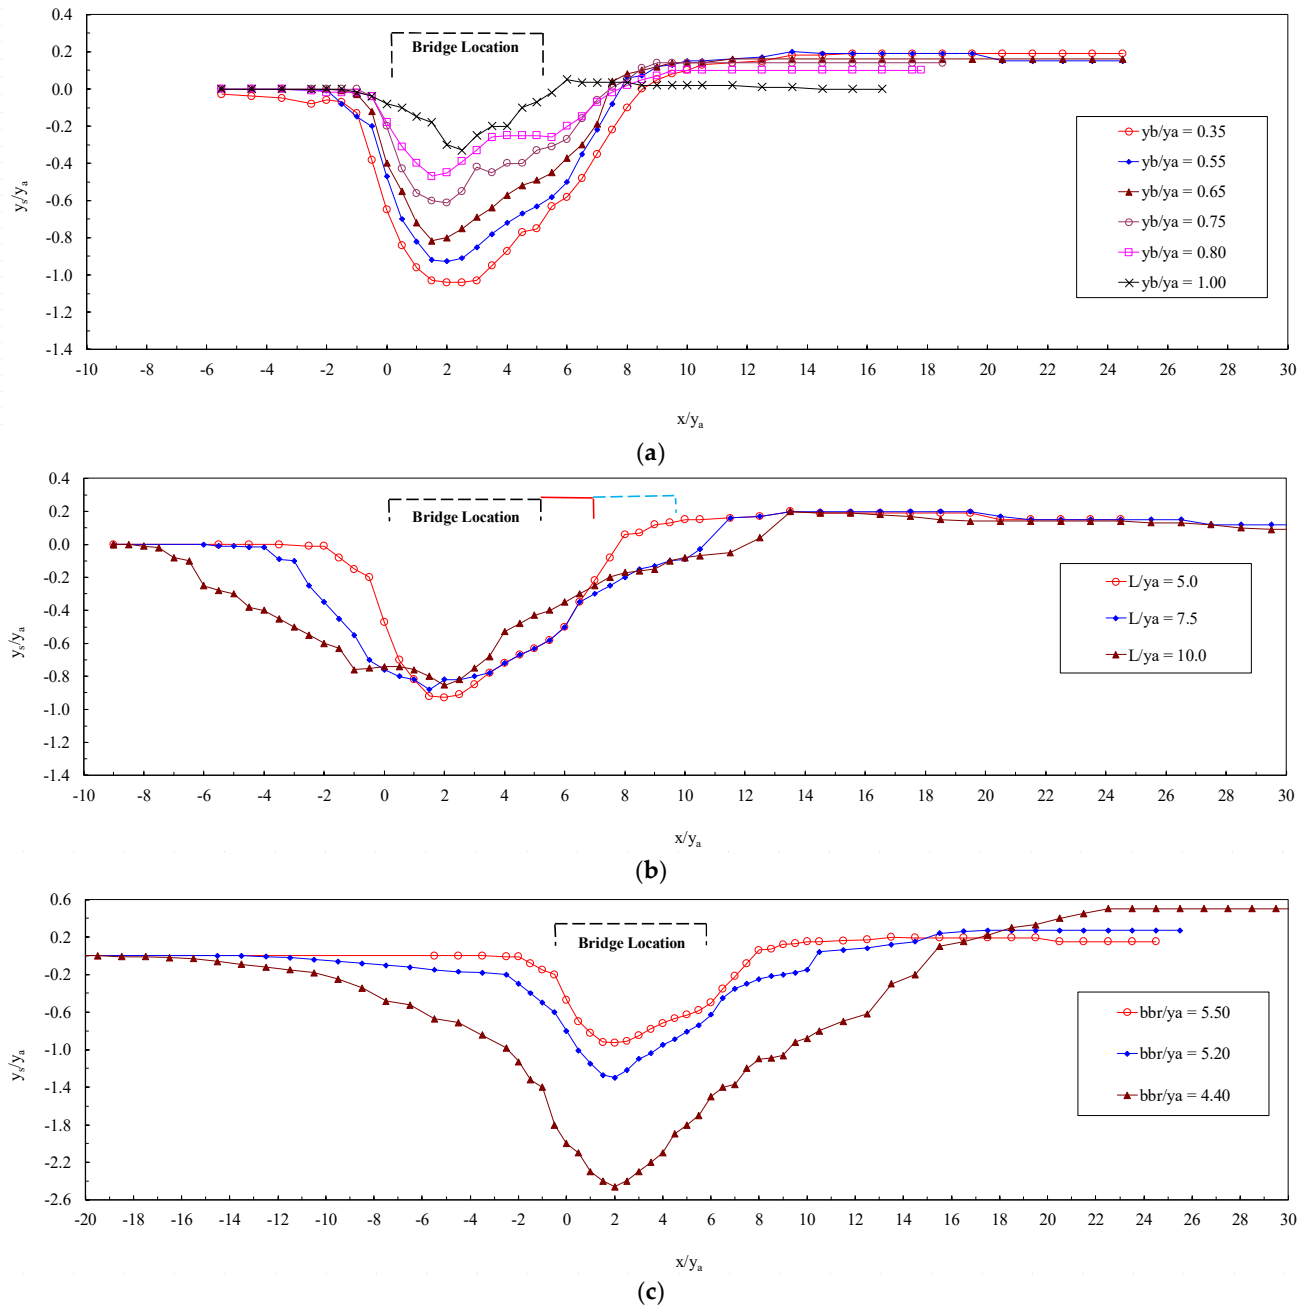 0.4
0.2
0.0
-0.2
-0.4
-0.6
-0.8
-1.0
-1.2
-1.4
ys/ya
Bridge Location
yb/ya = 0.35
yb/ya = 0.55
yb/ya = 0.65
yb/ya = 0.75
yb/ya = 0.80
yb/ya = 1.00
-10 -8 -6 -4 -2 0 2 4 6 8 10 12 14 16 18 20 22 24 26 28 30
x/ya
(a)
0.4
0.2
0.0
-0.2
-0.4
-0.6
-0.8
-1.0
-1.2
-1.4
ys/ya
Bridge Location
L/ya = 5.0
L/ya = 7.5
L/ya = 10.0
-10 -8 -6 -4 -2 0 2 4 6 8 10 12 14 16 18 20 22 24 26 28 30
x/ya
(b)
0.6
0.2
-0.2
-0.6
-1.0
-1.4
-1.8
-2.2
-2.6
ys/ya
Bridge Location
bbr/ya = 5.50
bbr/ya = 5.20
bbr/ya = 4.40
-20 -18 -16 -14 -12 -10 -8 -6 -4 -2 0 2 4 6 8 10 12 14 16 18 20 22 24 26 28 30
x/ya
(c)